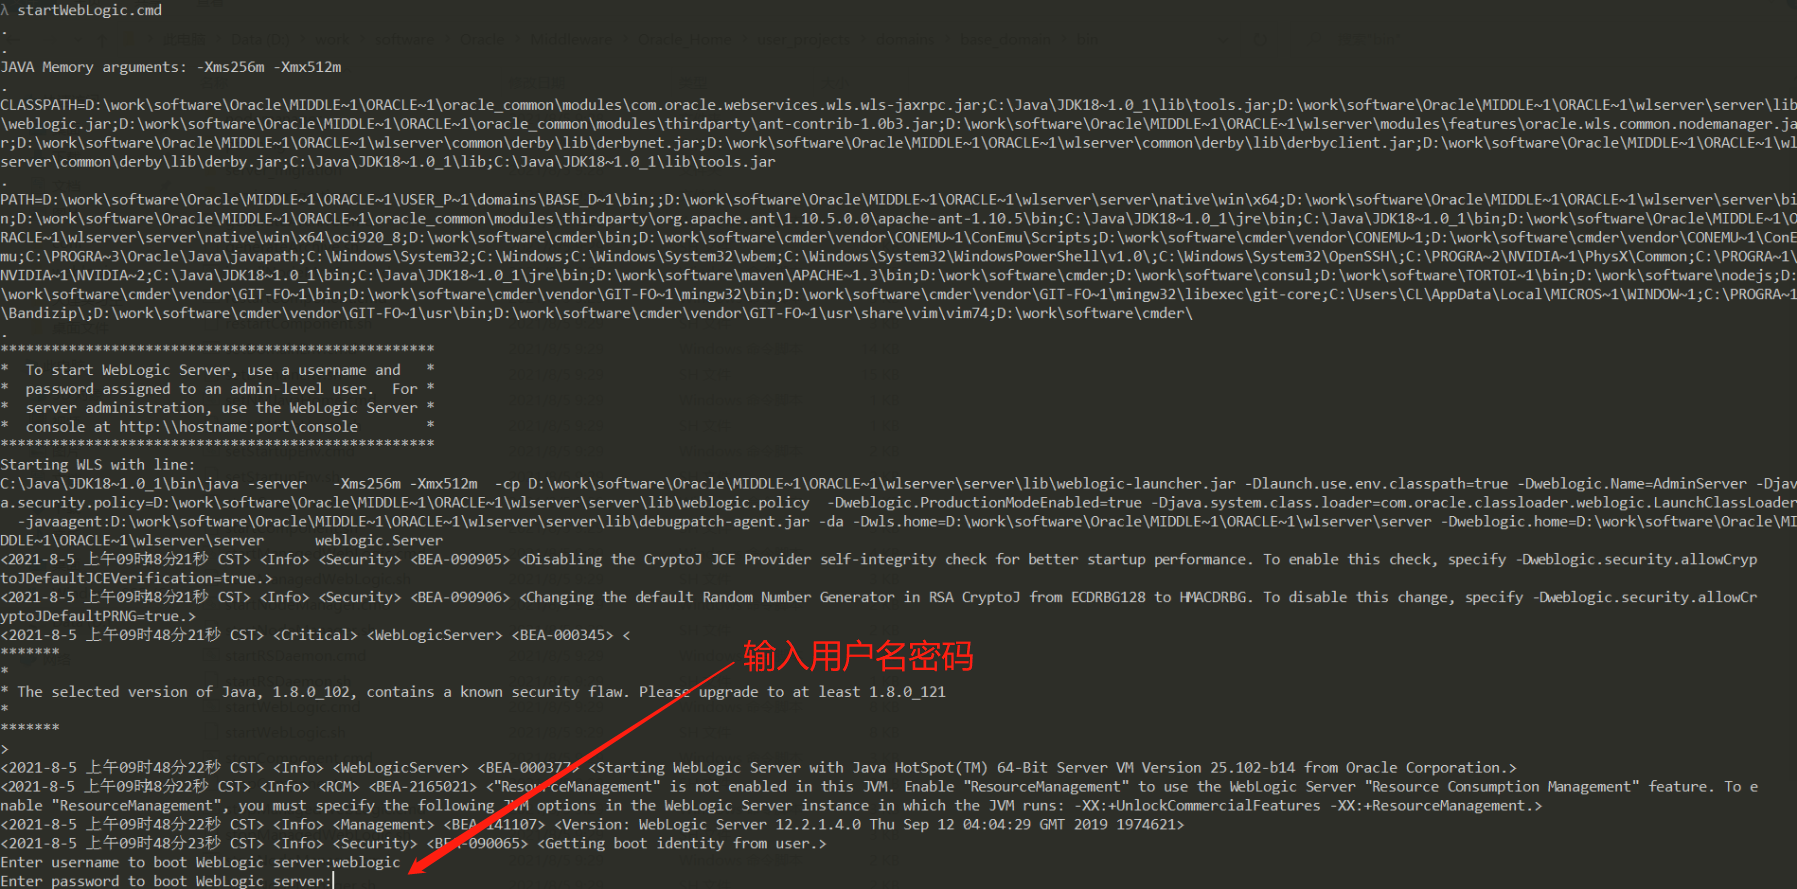 λ startWebLogic.cmd
.
.
JAVA Memory arguments: -Xms256m -Xmx512m
.
CLASSPATH=D:\work\software\Oracle\MIDDLE~1\ORACLE~1\oracle_common\modules\com.oracle.webservices.wls.wls-jaxrpc.jar;C:\Java\JDK18~1.0_1\lib\tools.jar;D:\work\software\Oracle\MIDDLE~1\ORACLE~1\wlserver\server\lib
\weblogic.jar;D:\work\software\Oracle\MIDDLE~1\ORACLE~1\oracle_common\modules\thirdparty\ant-contrib-1.0b3.jar;D:\work\software\Oracle\MIDDLE~1\ORACLE~1\wlserver\modules\features\oracle.wls.common.nodemanager.ja
r;D:\work\software\Oracle\MIDDLE~1\ORACLE~1\wlserver\common\derby\lib\derbynet.jar;D:\work\software\Oracle\MIDDLE~1\ORACLE~1\wlserver\common\derby\lib\derbyclient.jar;D:\work\software\Oracle\MIDDLE~1\ORACLE~1\wl
server\common\derby\lib\derby.jar;C:\Java\JDK18~1.0_1\lib;C:\Java\JDK18~1.0_1\lib\tools.jar
.
PATH=D:\work\software\Oracle\MIDDLE~1\ORACLE~1\USER_P~1\domains\BASE_D~1\bin;;D:\work\software\Oracle\MIDDLE~1\ORACLE~1\wlserver\server\native\win\x64;D:\work\software\Oracle\MIDDLE~1\ORACLE~1\wlserver\server\bi
n;D:\work\software\Oracle\MIDDLE~1\ORACLE~1\oracle_common\modules\thirdparty\org.apache.ant\1.10.5.0.0\apache-ant-1.10.5\bin;C:\Java\JDK18~1.0_1\jre\bin;C:\Java\JDK18~1.0_1\bin;D:\work\software\Oracle\MIDDLE~1\O
RACLE~1\wlserver\server\native\win\x64\oci920_8;D:\work\software\cmder\bin;D:\work\software\cmder\vendor\CONEMU~1\ConEmu\Scripts;D:\work\software\cmder\vendor\CONEMU~1;D:\work\software\cmder\vendor\CONEMU~1\ConE
mu;C:\PROGRA~3\Oracle\Java\javapath;C:\Windows\System32;C:\Windows;C:\Windows\System32\wbem;C:\Windows\System32\WindowsPowerShell\v1.0\;C:\Windows\System32\OpenSSH\;C:\PROGRA~2\NVIDIA~1\PhysX\Common;C:\PROGRA~1\
NVIDIA~1\NVIDIA~2;C:\Java\JDK18~1.0_1\bin;C:\Java\JDK18~1.0_1\jre\bin;D:\work\software\maven\APACHE~1.3\bin;D:\work\software\cmder;D:\work\software\consul;D:\work\software\TORTOI~1\bin;D:\work\software\nodejs;D:
\work\software\cmder\vendor\GIT-FO~1\bin;D:\work\software\cmder\vendor\GIT-FO~1\mingw32\bin;D:\work\software\cmder\vendor\GIT-FO~1\mingw32\libexec\git-core;C:\Users\CL\AppData\Local\MICROS~1\WINDOW~1;C:\PROGRA~1
\Bandizip\;D:\work\software\cmder\vendor\GIT-FO~1\usr\bin;D:\work\software\cmder\vendor\GIT-FO~1\usr\share\vim\vim74;D:\work\software\cmder\
.
***************************************************
*  To start WebLogic Server, use a username and   *
*  password assigned to an admin-level user.  For *
*  server administration, use the WebLogic Server *
*  console at http:\\hostname:port\console        *
***************************************************
Starting WLS with line:
C:\Java\JDK18~1.0_1\bin\java -server   -Xms256m -Xmx512m  -cp D:\work\software\Oracle\MIDDLE~1\ORACLE~1\wlserver\server\lib\weblogic-launcher.jar -Dlaunch.use.env.classpath=true -Dweblogic.Name=AdminServer -Djav
a.security.policy=D:\work\software\Oracle\MIDDLE~1\ORACLE~1\wlserver\server\lib\weblogic.policy  -Dweblogic.ProductionModeEnabled=true -Djava.system.class.loader=com.oracle.classloader.weblogic.LaunchClassLoader
-javaagent:D:\work\software\Oracle\MIDDLE~1\ORACLE~1\wlserver\server\lib\debugpatch-agent.jar -da -Dwls.home=D:\work\software\Oracle\MIDDLE~1\ORACLE~1\wlserver\server -Dweblogic.home=D:\work\software\Oracle\MI
DDLE~1\ORACLE~1\wlserver\server      weblogic.Server
<2021-8-5 上午09时48分21秒 CST> <Info> <Security> <BEA-090905> <Disabling the CryptoJ JCE Provider self-integrity check for better startup performance. To enable this check, specify -Dweblogic.security.allowCryp
toJDefaultJCEVerification=true.>
<2021-8-5 上午09时48分21秒 CST> <Info> <Security> <BEA-090906> <Changing the default Random Number Generator in RSA CryptoJ from ECDRBG128 to HMACDRBG. To disable this change, specify -Dweblogic.security.allowCr
yptoJDefaultPRNG=true.>
<2021-8-5 上午09时48分21秒 CST> <Critical> <WebLogicServer> <BEA-000345> <
*******
*
输入用户名密码
* The selected version of Java, 1.8.0_102, contains a known security flaw. Please upgrade to at least 1.8.0_121
*
*******
>
<2021-8-5 上午09时48分22秒 CST> <Info> <WebLogicServer> <BEA-000377> <Starting WebLogic Server with Java HotSpot(TM) 64-Bit Server VM Version 25.102-b14 from Oracle Corporation.>
<2021-8-5 上午09时48分22秒 CST> <Info> <RCM> <BEA-2165021> <"ResourceManagement" is not enabled in this JVM. Enable "ResourceManagement" to use the WebLogic Server "Resource Consumption Management" feature. To e
nable "ResourceManagement", you must specify the following JVM options in the WebLogic Server instance in which the JVM runs: -XX:+UnlockCommercialFeatures -XX:+ResourceManagement.>
<2021-8-5 上午09时48分22秒 CST> <Info> <Management> <BEA-141107> <Version: WebLogic Server 12.2.1.4.0 Thu Sep 12 04:04:29 GMT 2019 1974621>
<2021-8-5 上午09时48分23秒 CST> <Info> <Security> <BEA-090065> <Getting boot identity from user.>
Enter username to boot WebLogic server:weblogic
Enter password to boot WebLogic server: